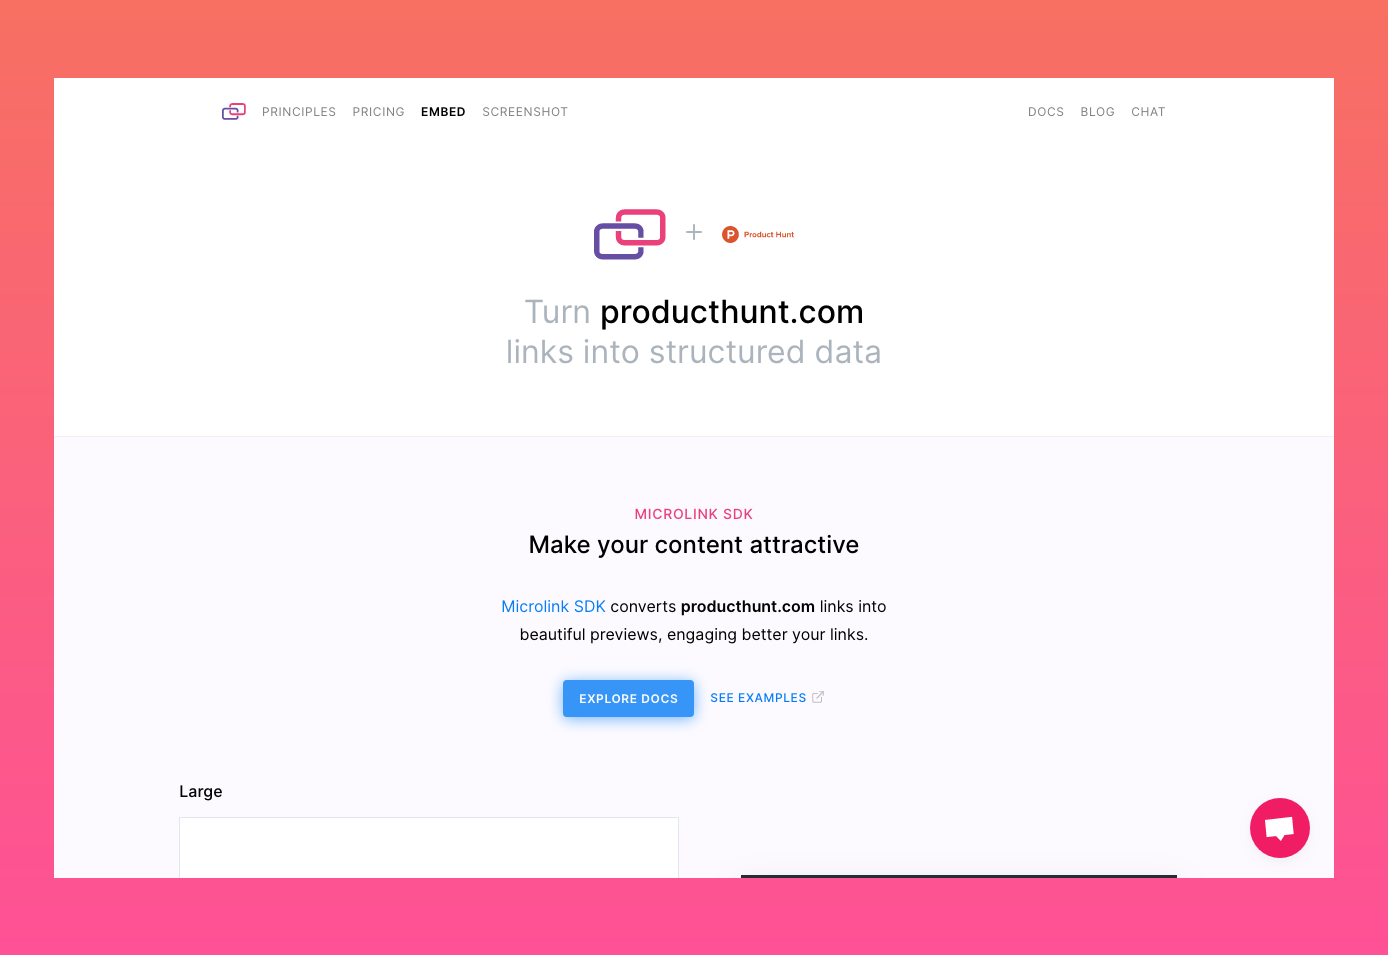 PRINCIPLES PRICING EMBED SCREENSHOT DOCS BLOG CHAT
Product Hunt
Turn producthunt.com
links into structured data
MICROLINK SDK
Make your content attractive
Microlink SDK converts producthunt.com links into
beautiful previews, engaging better your links.
EXPLORE DOCS SEE EXAMPLES
Large